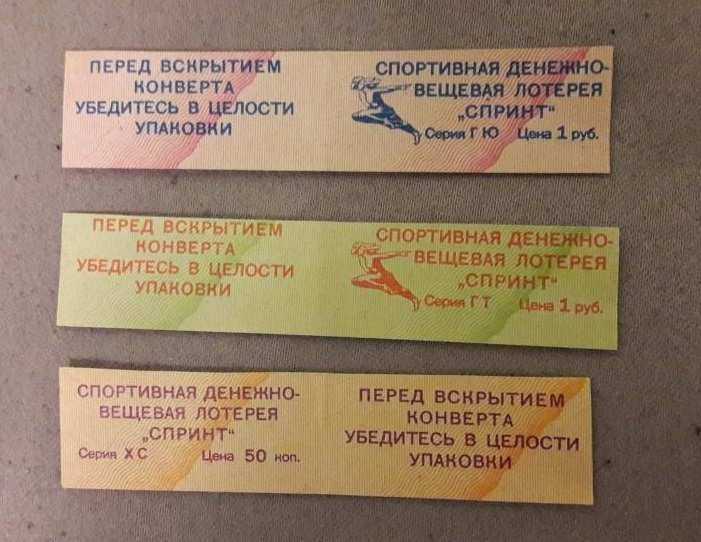 ПЕРЕД ВСКРЫТИЕМ
КОНВЕРТА
УБЕДИТЕСЬ В ЦЕЛОСТИ
УПАКОВКИ
СПОРТИВНАЯ ДЕНЕЖНО-
ВЕЩЕВАЯ ЛОТЕРЕЯ
„СПРИНТ“
Серия Г Ю Цена 1 руб.
ПЕРЕД ВСКРЫТИЕМ
КОНВЕРТА
УБЕДИТЕСЬ В ЦЕЛОСТИ
УПАКОВКИ
СПОРТИВНАЯ ДЕНЕЖНО-
ВЕЩЕВАЯ ЛОТЕРЕЯ
„СПРИНТ“
Серия Г Т Цена 1 руб.
СПОРТИВНАЯ ДЕНЕЖНО-
ВЕЩЕВАЯ ЛОТЕРЕЯ
„СПРИНТ“
Серия Х С Цена 50 коп.
ПЕРЕД ВСКРЫТИЕМ
КОНВЕРТА
УБЕДИТЕСЬ В ЦЕЛОСТИ
УПАКОВКИ